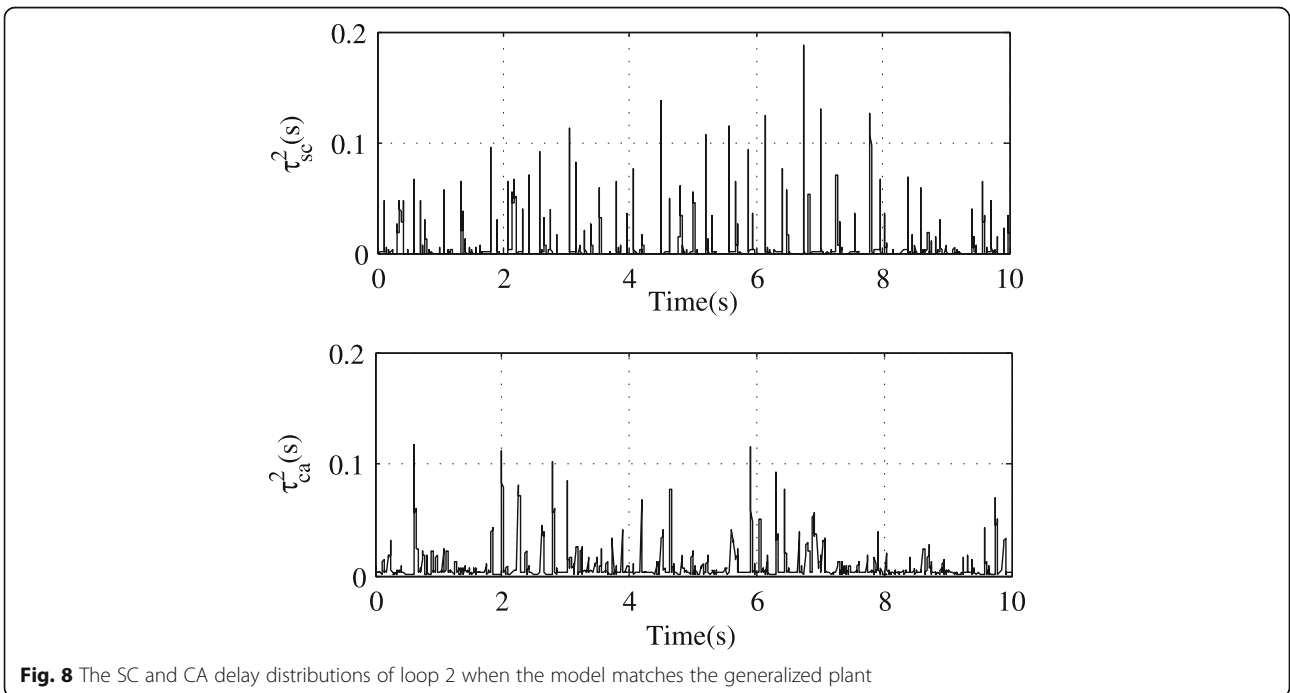 0.2
τ²sc(s)
0.1
0
0 2 4 6 8 10
Time(s)
0.2
τ²ca(s)
0.1
0
0 2 4 6 8 10
Time(s)
Fig. 8 The SC and CA delay distributions of loop 2 when the model matches the generalized plant